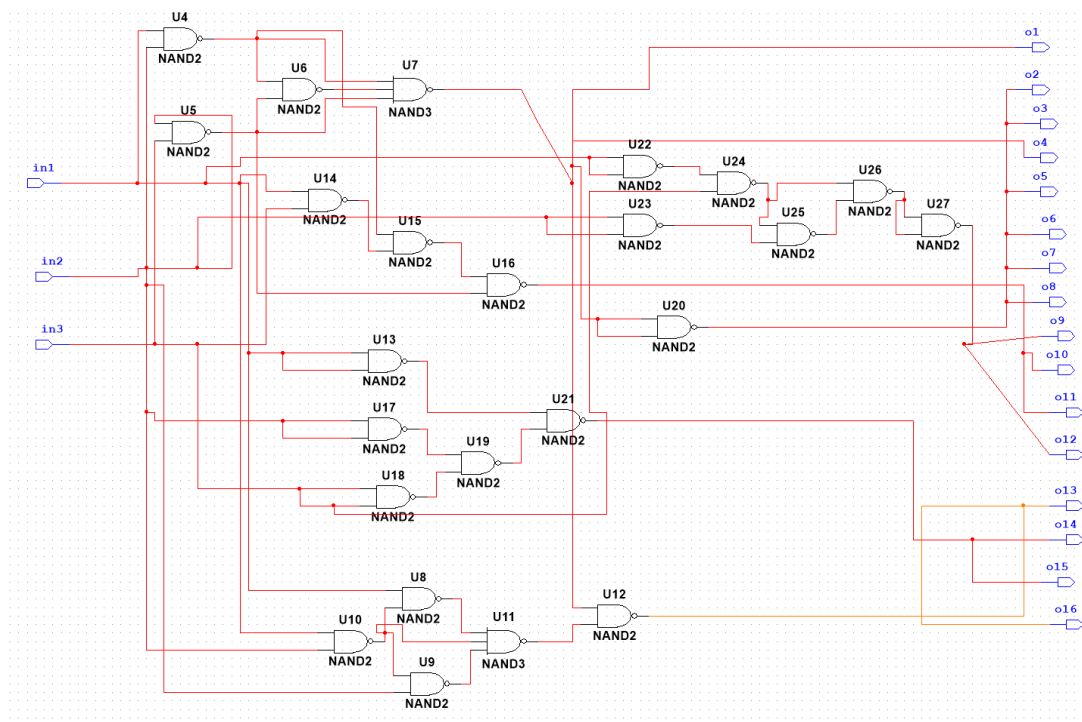 U4
NAND2
o1
U6
NAND2
U7
NAND3
o2
U5
NAND2
o3
U22
NAND2
o4
in1
U14
NAND2
U24
NAND2
U26
NAND2
o5
U15
NAND2
U23
NAND2
U25
NAND2
U27
NAND2
o6
in2
U16
NAND2
o7
o8
U20
NAND2
in3
o9
U13
NAND2
o10
U21
NAND2
o11
U17
NAND2
o12
U19
NAND2
U18
NAND2
o13
o14
o15
U8
NAND2
U12
NAND2
o16
U10
NAND2
U11
NAND3
U9
NAND2